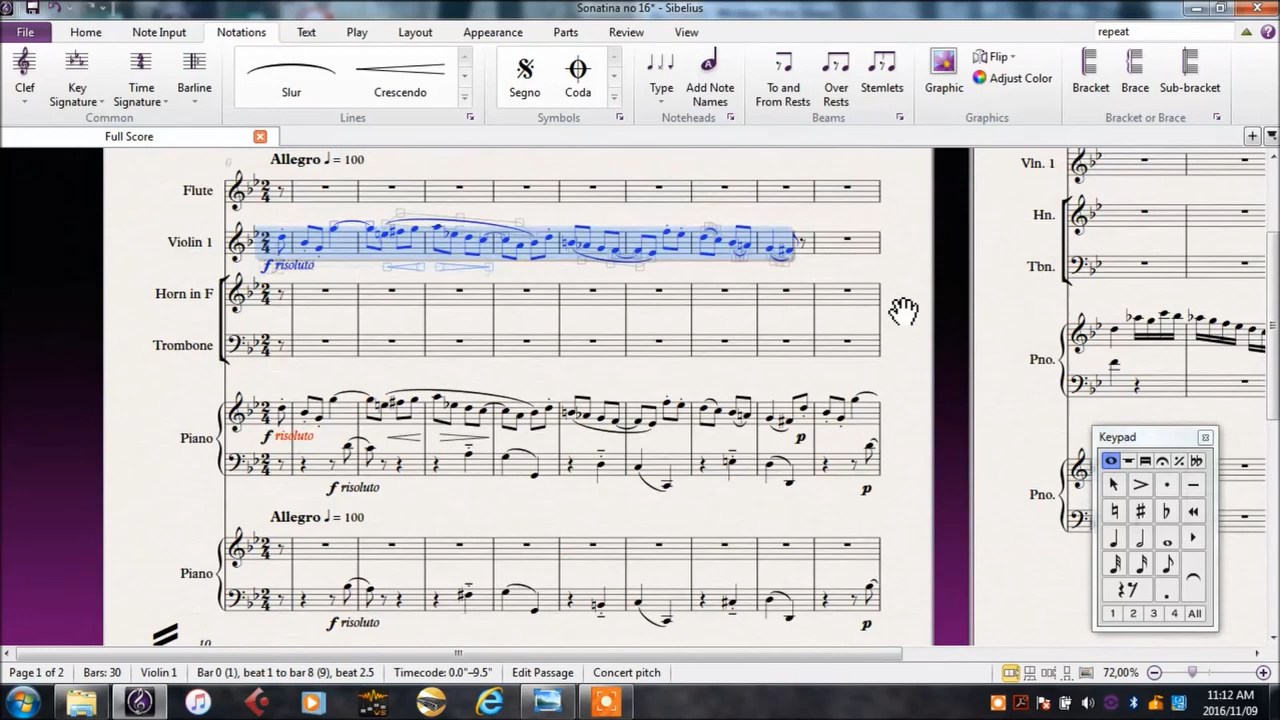 Sonatina no 16* - Sibelius
File Home Note Input Notations Text Play Layout Appearance Parts Review View repeat
Clef Key Signature Time Signature Barline Slur Crescendo Segno Coda Type Add Note Names To and From Rests Over Rests Stemlets Graphic Flip Adjust Color Bracket Brace Sub-bracket
Common Lines Symbols Noteheads Beams Graphics Bracket or Brace
Full Score
Allegro ♩ = 100
Flute
Violin 1
f risoluto
Horn in F
Trombone
Piano
f risoluto
p
f risoluto
p
Allegro ♩ = 100
Piano
f risoluto
p
10
Vln. 1
Hn.
Tbn.
Pno.
Pno.
Keypad
1 2 3 4 All
Page 1 of 2 Bars: 30 Violin 1 Bar 0 (1), beat 1 to bar 8 (9), beat 2.5 Timecode: 0.0"–9.5" Edit Passage Concert pitch 72,00%
11:12 AM
2016/11/09